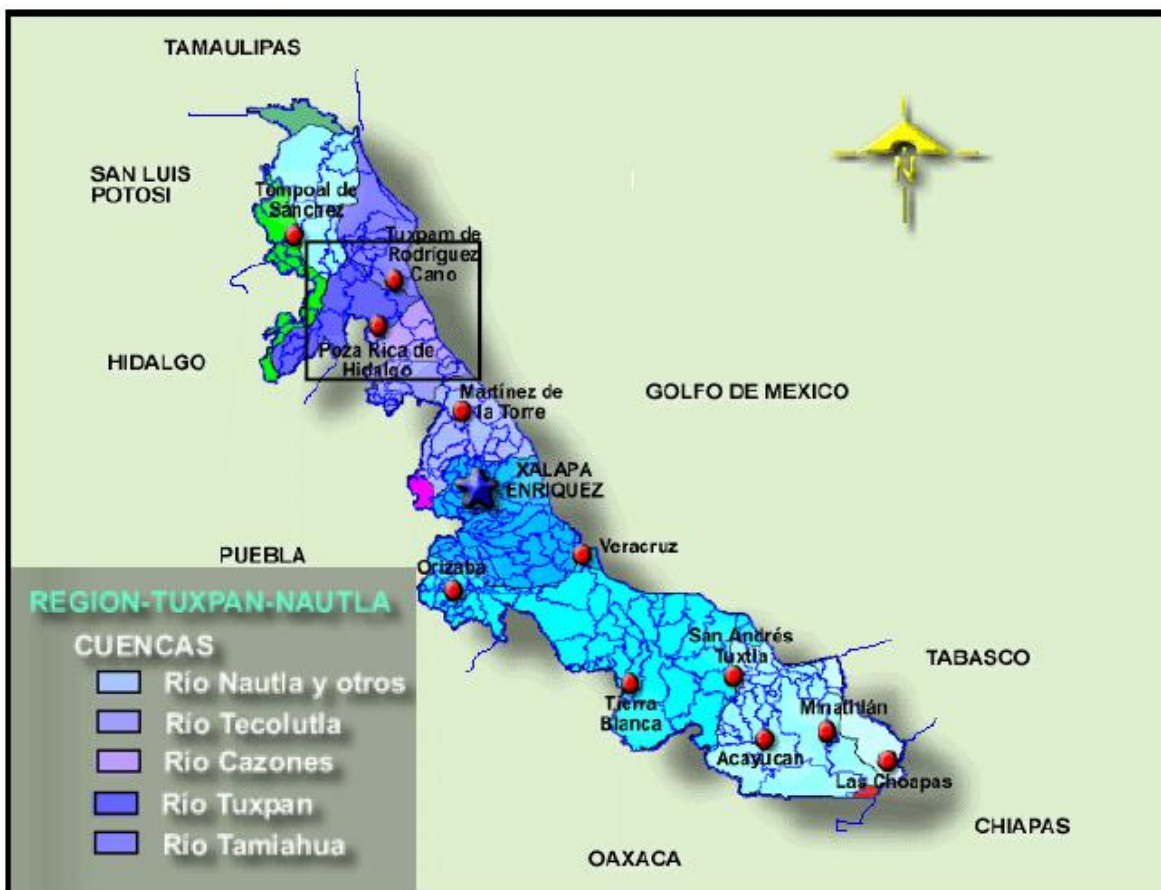 TAMAULIPAS
SAN LUIS
POTOSI
Tompoal de
Sánchez
Tuxpam de
Rodríguez
Cano
N
HIDALGO
Poza Rica de
Hidalgo
Martínez de
la Torre
GOLFO DE MEXICO
XALAPA
ENRIQUEZ
PUEBLA
Veracruz
Orizaba
REGION-TUXPAN-NAUTLA
CUENCAS
Río Nautla y otros
Río Tecolutla
Río Cazones
Río Tuxpan
Río Tamiahua
San Andrés
Tuxtla
TABASCO
Tierra
Blanca
Acayucan
Las Choapas
CHIAPAS
OAXACA